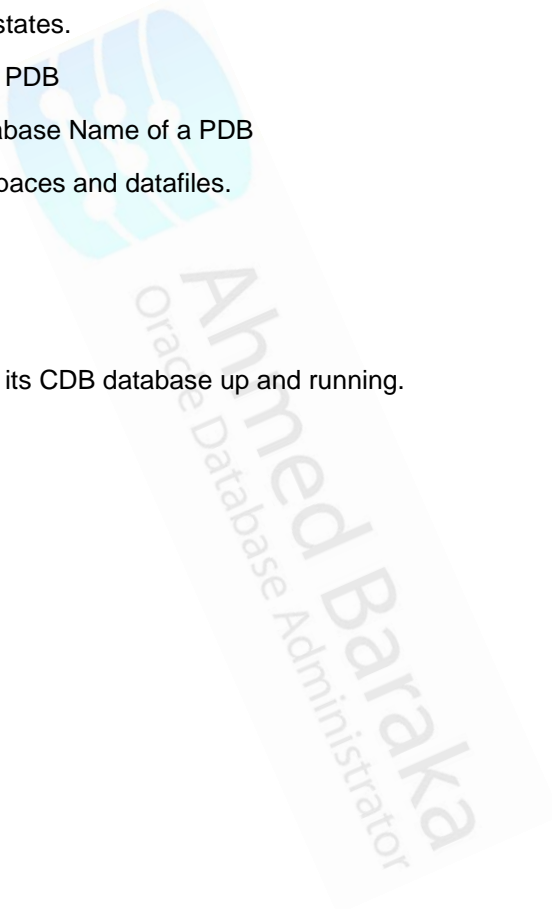 states.
PDB
abase Name of a PDB
paces and datafiles.
its CDB database up and running.
Ahmed Baraka
Oracle Database Administrator